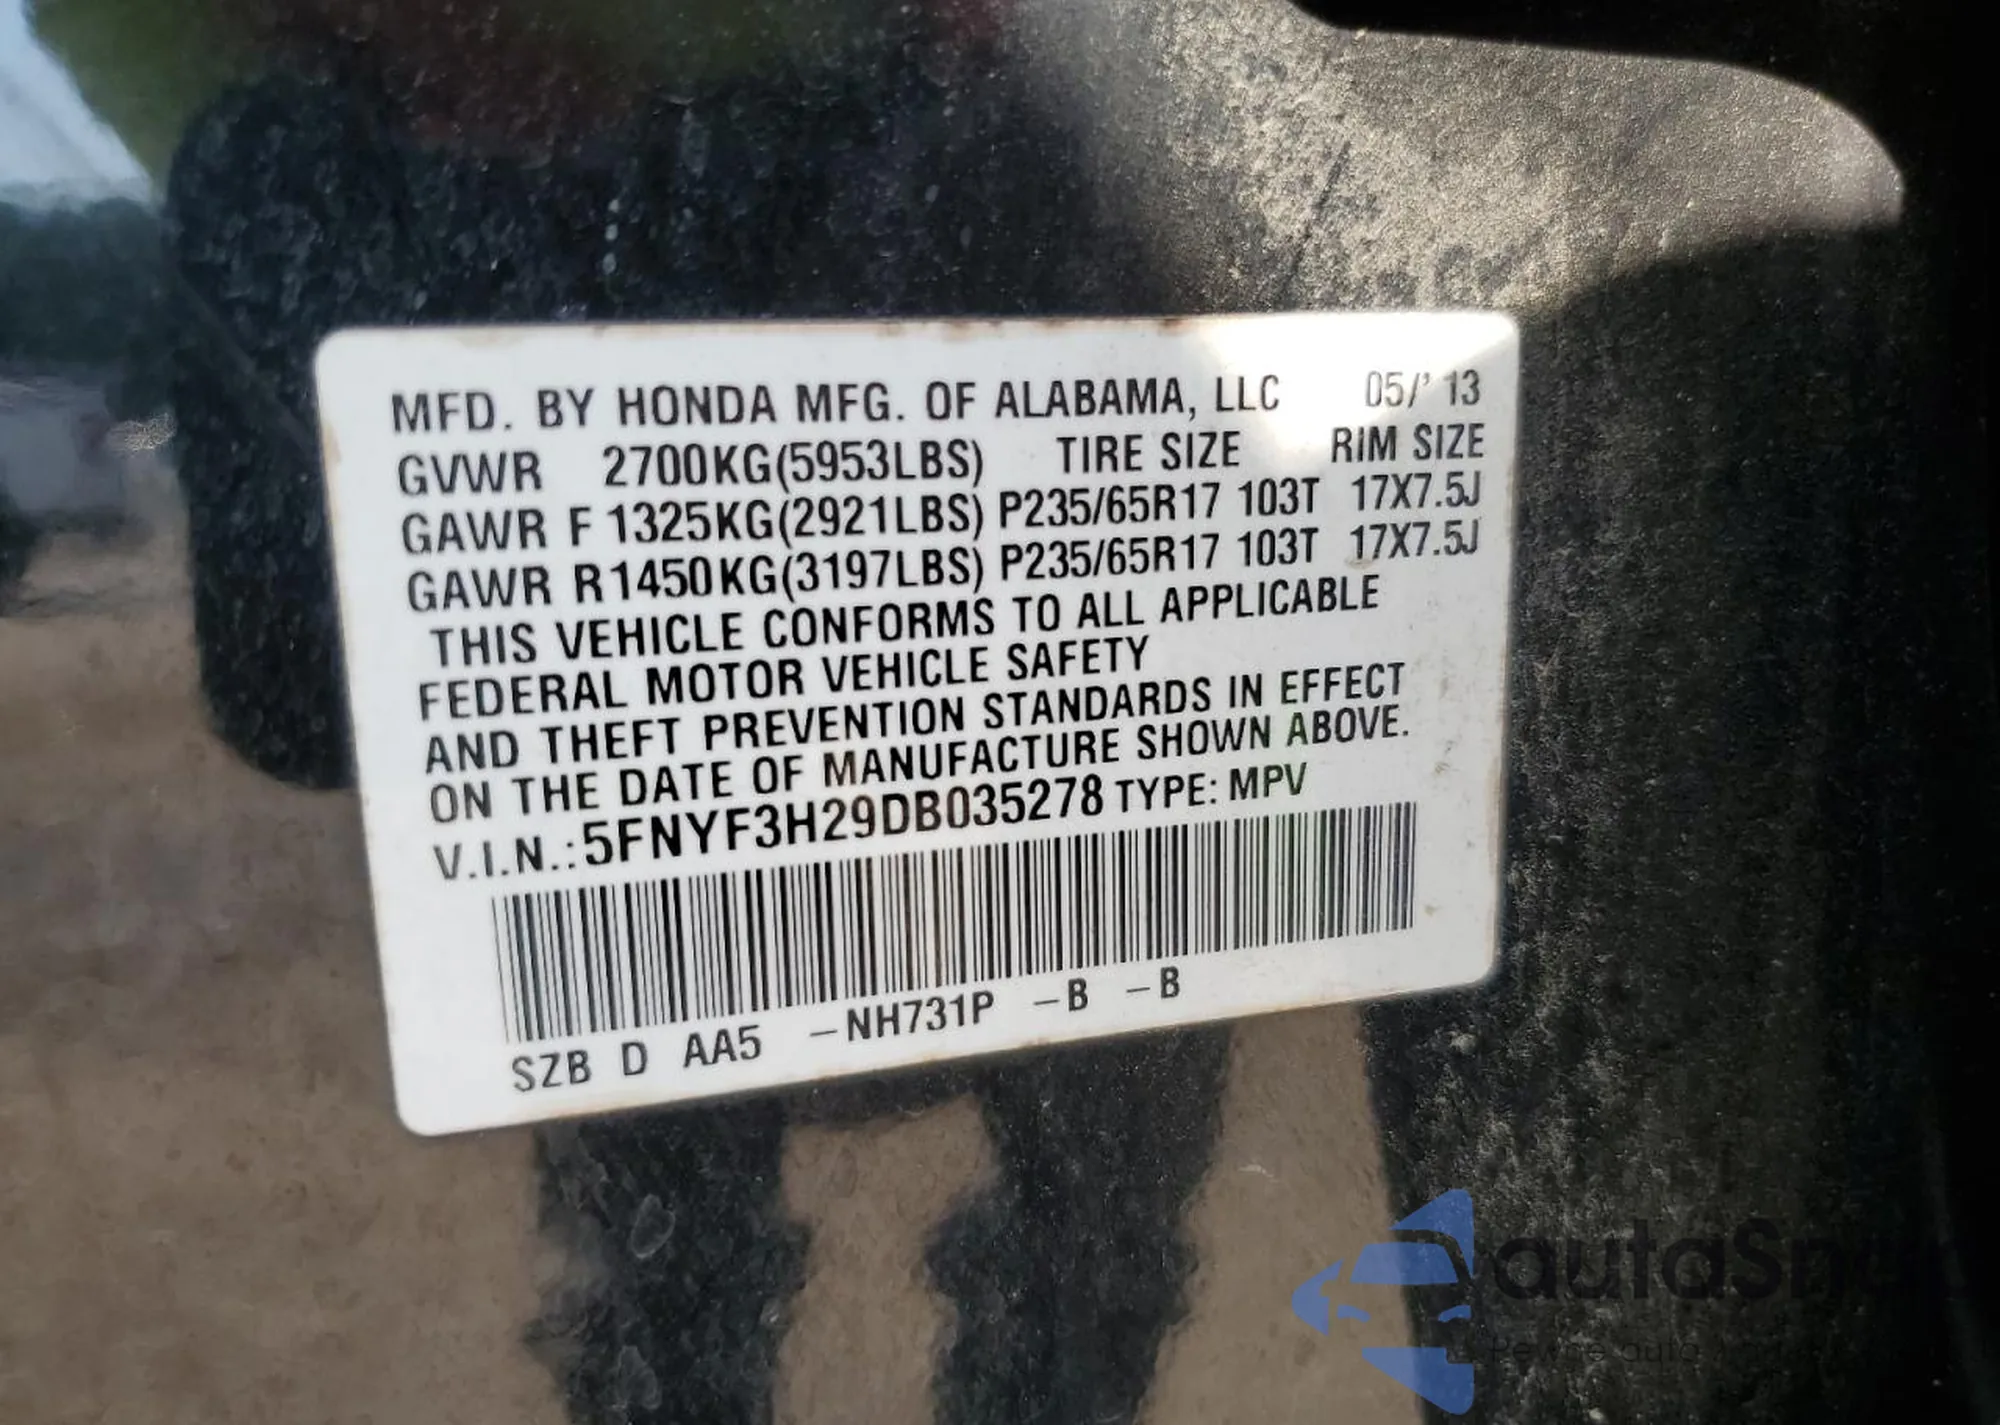 MFD. BY HONDA MFG. OF ALABAMA, LLC 05/'13
GVWR 2700KG(5953LBS) TIRE SIZE RIM SIZE
GAWR F 1325KG(2921LBS) P235/65R17 103T 17X7.5J
GAWR R1450KG(3197LBS) P235/65R17 103T 17X7.5J
THIS VEHICLE CONFORMS TO ALL APPLICABLE
FEDERAL MOTOR VEHICLE SAFETY
AND THEFT PREVENTION STANDARDS IN EFFECT
ON THE DATE OF MANUFACTURE SHOWN ABOVE.
V.I.N.:5FNYF3H29DB035278 TYPE: MPV
SZB D AA5 -NH731P -B -B